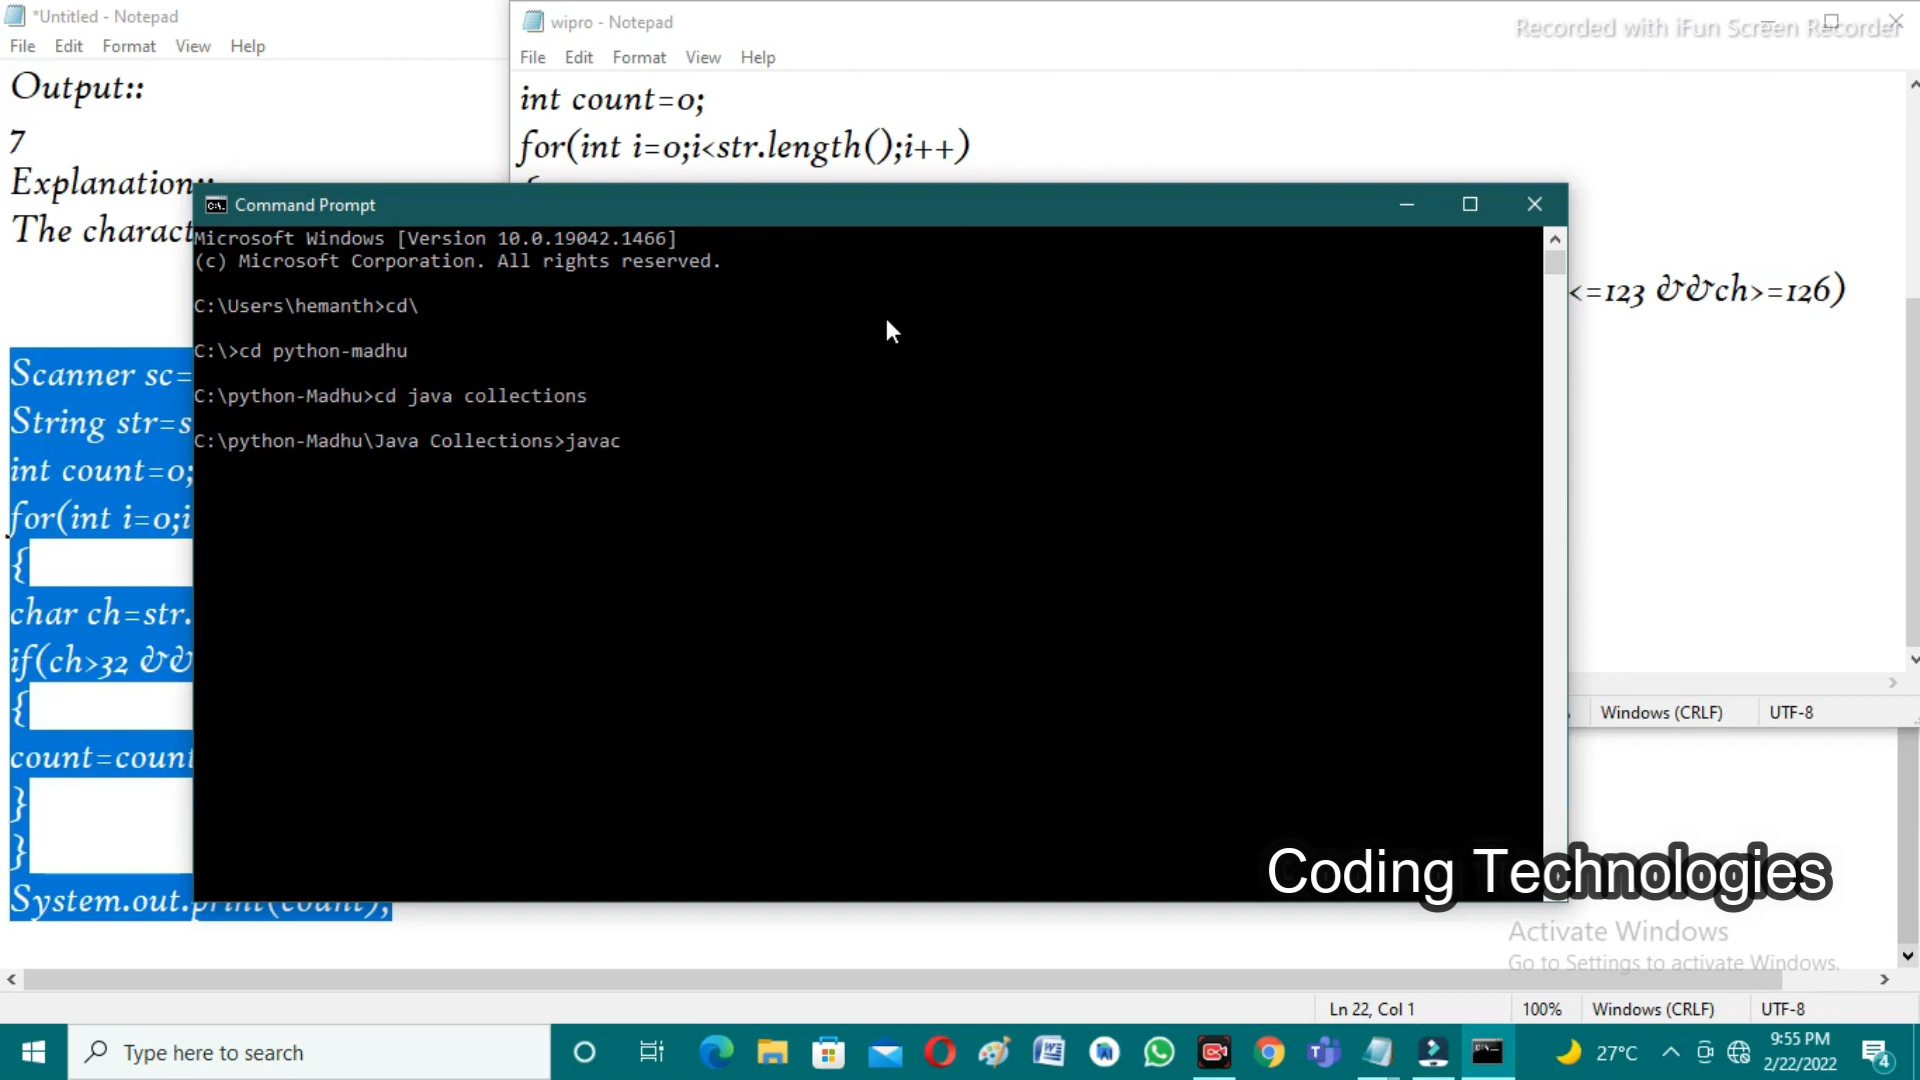 *Untitled - Notepad
File Edit Format View Help
Output::
7
Explanation::
The charact
Scanner sc=
String str=s
int count=0;
for(int i=0;i
{
char ch=str.
if(ch>32 &&
{
count=count
}
}
System.out.print(count);
wipro - Notepad
Recorded with iFun Screen Recorder
File Edit Format View Help
int count=0;
for(int i=0;i<str.length();i++)
<=123 &&ch>=126)
Windows (CRLF) UTF-8
Command Prompt
Microsoft Windows [Version 10.0.19042.1466]
(c) Microsoft Corporation. All rights reserved.
C:\Users\hemanth>cd\
C:\>cd python-madhu
C:\python-Madhu>cd java collections
C:\python-Madhu\Java Collections>javac
Coding Technologies
Activate Windows
Go to Settings to activate Windows.
Ln 22, Col 1 100% Windows (CRLF) UTF-8
Type here to search
27°C
9:55 PM
2/22/2022
4